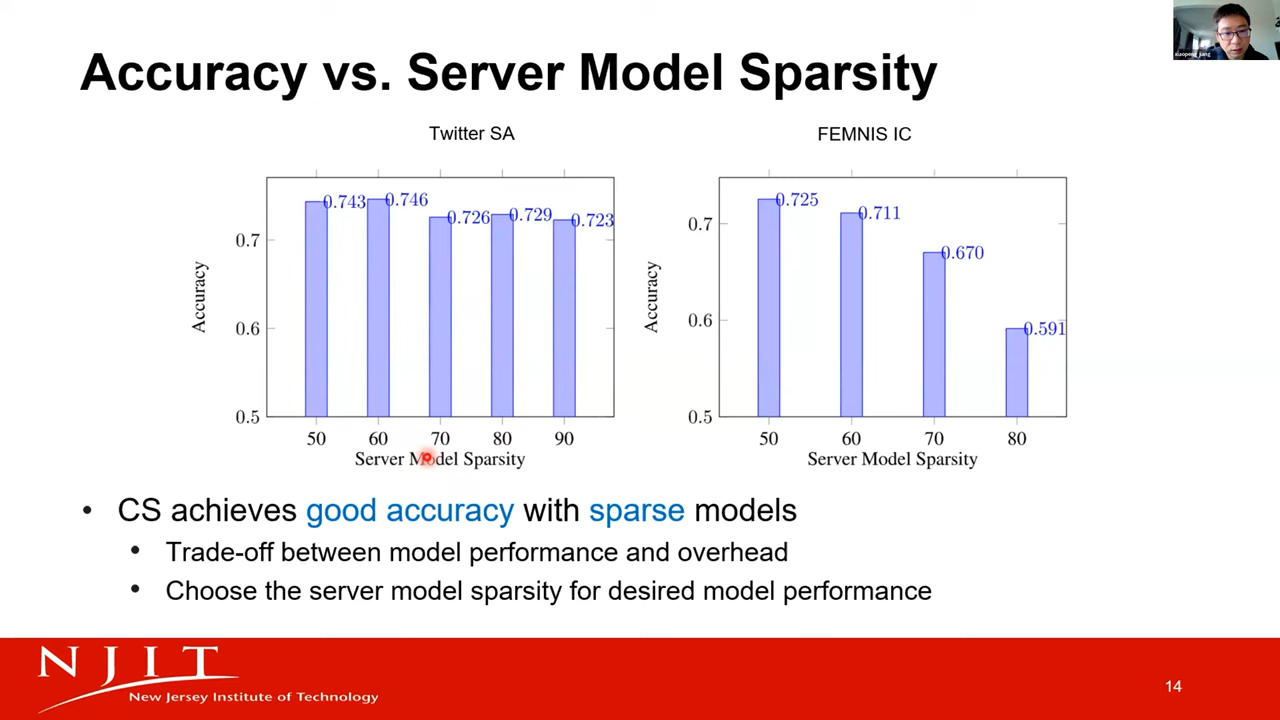 xiaopeng_jiang
Accuracy vs. Server Model Sparsity
Twitter SA
0.7
0.6
0.5
Accuracy
0.743
0.746
0.726
0.729
0.723
50 60 70 80 90
Server Model Sparsity
FEMNIS IC
0.7
0.6
0.5
Accuracy
0.725
0.711
0.670
0.591
50 60 70 80
Server Model Sparsity
• CS achieves good accuracy with sparse models
• Trade-off between model performance and overhead
• Choose the server model sparsity for desired model performance
NJIT
New Jersey Institute of Technology
14